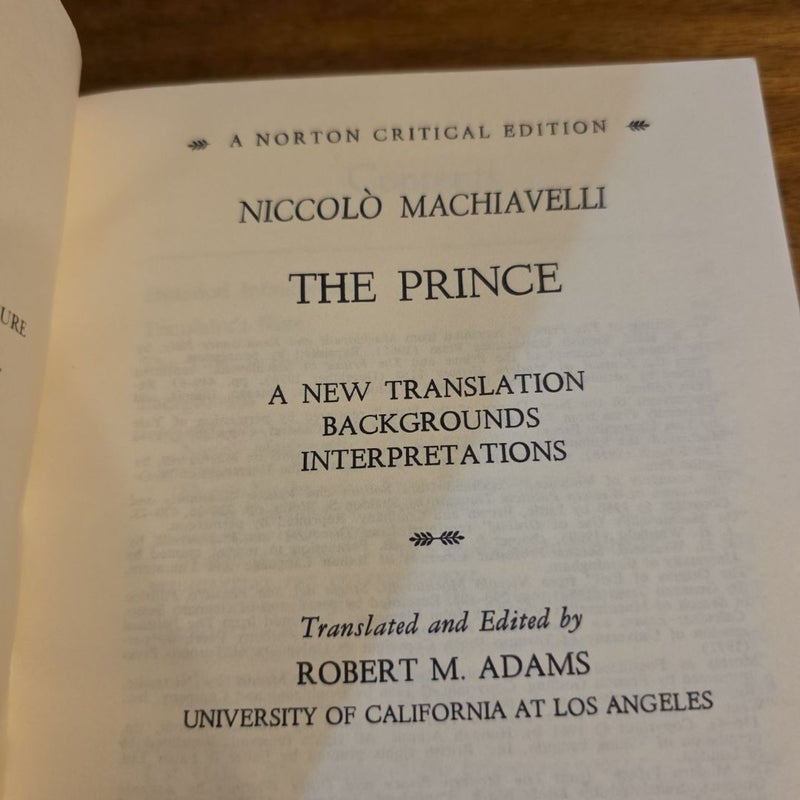 A NORTON CRITICAL EDITION
NICCOLÒ MACHIAVELLI
THE PRINCE
A NEW TRANSLATION
BACKGROUNDS
INTERPRETATIONS
Translated and Edited by
ROBERT M. ADAMS
UNIVERSITY OF CALIFORNIA AT LOS ANGELES
URE